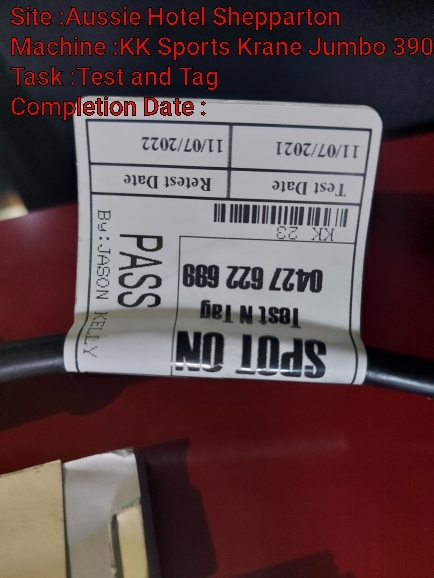 Site :Aussie Hotel Shepparton
Machine :KK Sports Krane Jumbo 390
Task :Test and Tag
Completion Date :
SPOT ON
Test N Tag
0427 622 699
KK 23
PASS
By:JASON KELLY
Test Date
Retest Date
11/07/2021
11/07/2022